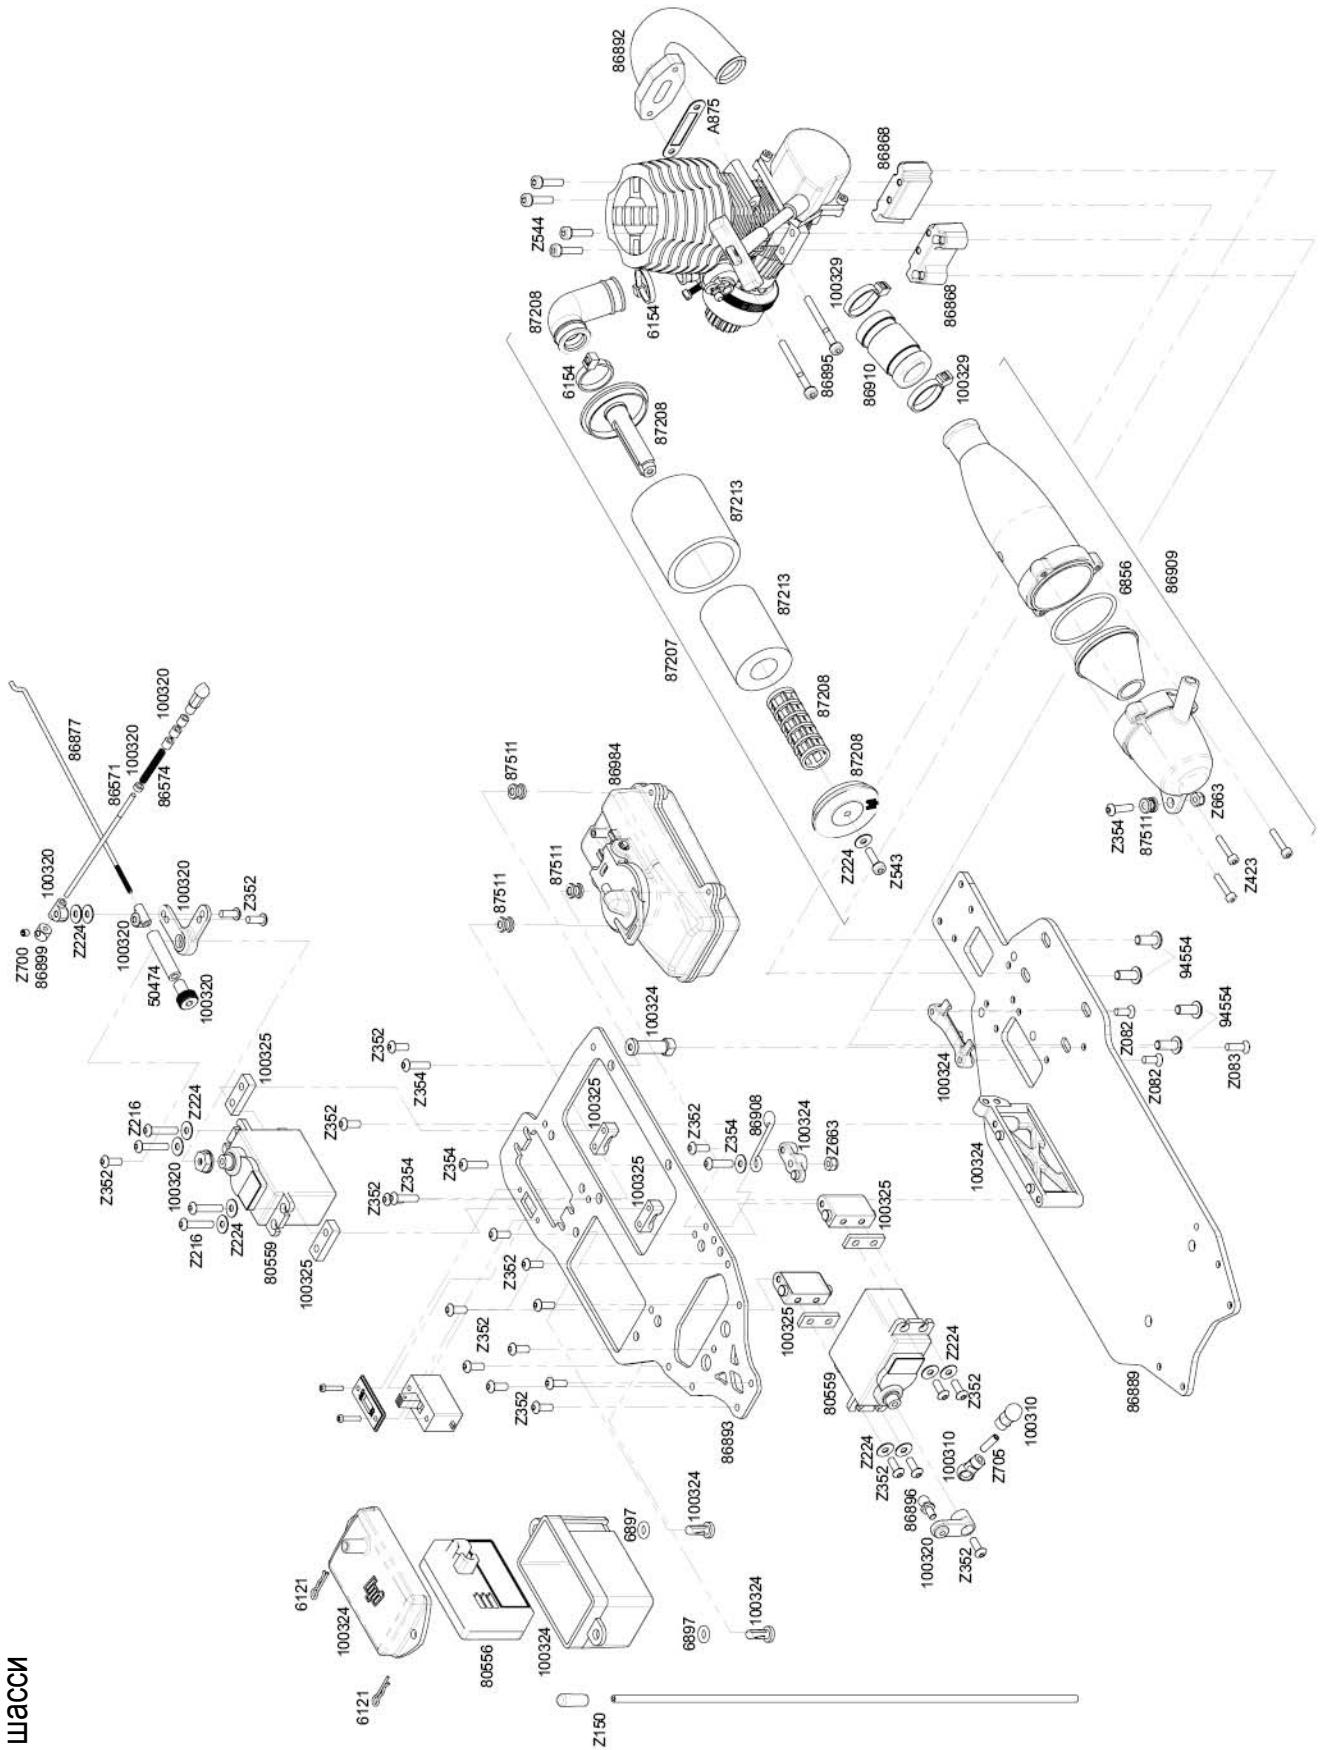 шасси
86892
A875
Z544
87208
6154
6154
87208
86868
86868
100329
86895
86910
100329
87213
87213
87207
87208
87208
Z224
Z543
6856
86909
Z354
87511
Z663
Z423
86877
100320
86571
100320
86574
100320
Z700
86899
Z224
100320
100320
Z352
50474
100320
87511
86984
87511
87511
100324
Z352
Z354
100325
Z216
Z224
Z352
100320
Z352
Z354
Z352
Z354
Z216
Z224
80559
100325
100325
100325
Z352
Z354
86908
100324
Z663
Z352
Z352
Z352
86893
100325
100325
80559
Z224
Z352
Z224
Z352
86896
100320
Z352
100310
Z705
100310
100324
100324
94554
Z082
94554
Z082
Z083
86889
6121
100324
6121
80556
100324
6897
100324
6897
100324
Z150